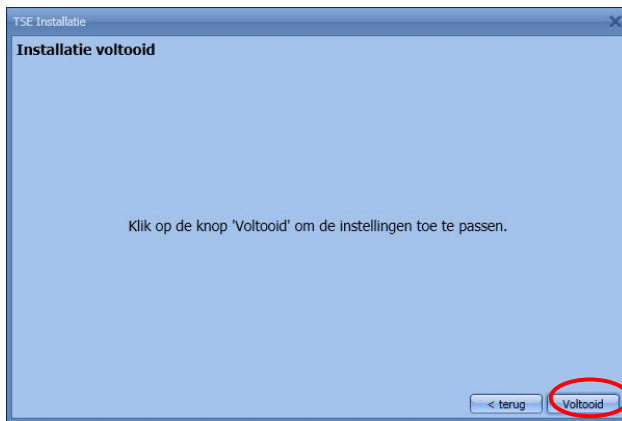 TSE Installatie
Installatie voltooid
Klik op de knop 'Voltooid' om de instellingen toe te passen.
< terug
Voltooid